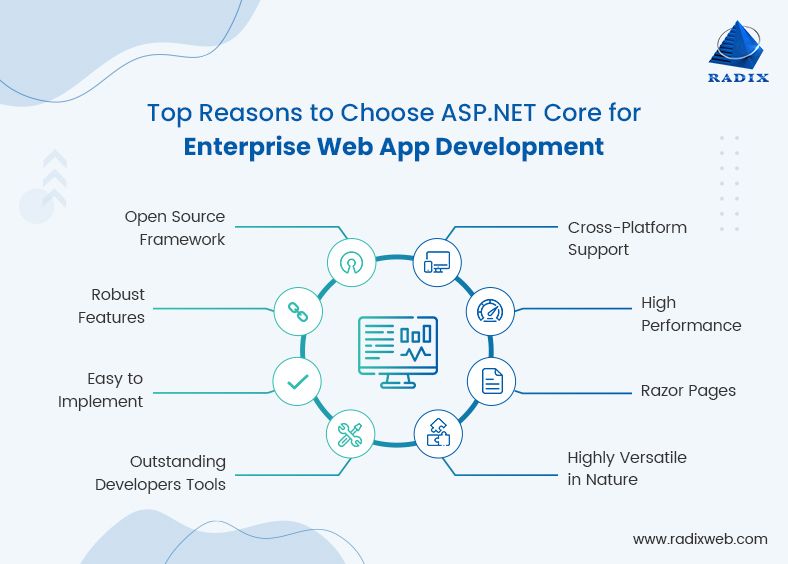 RADIX
Top Reasons to Choose ASP.NET Core for
Enterprise Web App Development
Open Source
Framework
Robust
Features
Easy to
Implement
Outstanding
Developers Tools
Cross-Platform
Support
High
Performance
Razor Pages
Highly Versatile
in Nature
www.radixweb.com